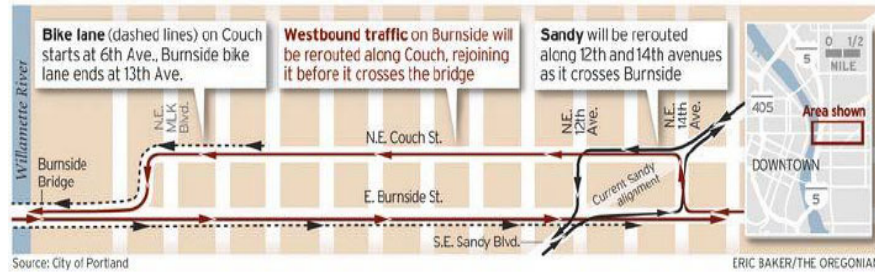 Bike lane (dashed lines) on Couch
starts at 6th Ave., Burnside bike
lane ends at 13th Ave.
Westbound traffic on Burnside will
be rerouted along Couch, rejoining
it before it crosses the bridge
Sandy will be rerouted
along 12th and 14th avenues
as it crosses Burnside
0 1/2
MILE
5
405
Area shown
DOWNTOWN
5
Willamette River
N.E.
MLK
Blvd.
N.E.
12th
Ave.
N.E.
14th
Ave.
N.E. Couch St.
Burnside
Bridge
E. Burnside St.
Current Sandy
alignment
S.E. Sandy Blvd.
Source: City of Portland
ERIC BAKER/THE OREGONIAN